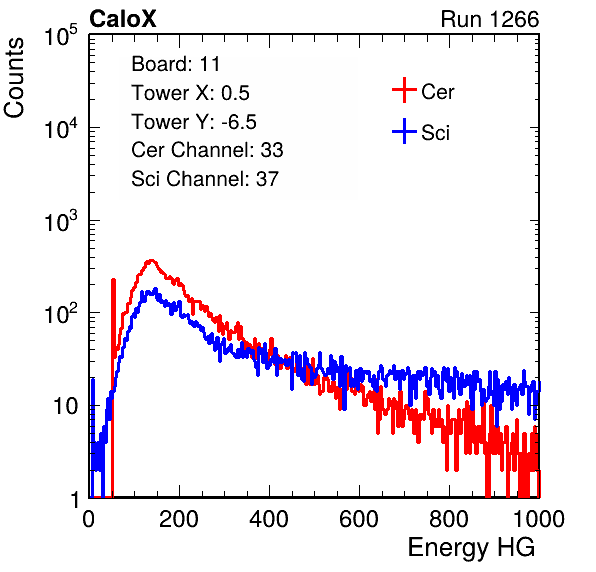 CaloX Run 1266
10^5
Counts
Board: 11
Tower X: 0.5
Tower Y: -6.5
Cer Channel: 33
Sci Channel: 37
Cer
Sci
10^4
10^3
10^2
10
1
0 200 400 600 800 1000
Energy HG